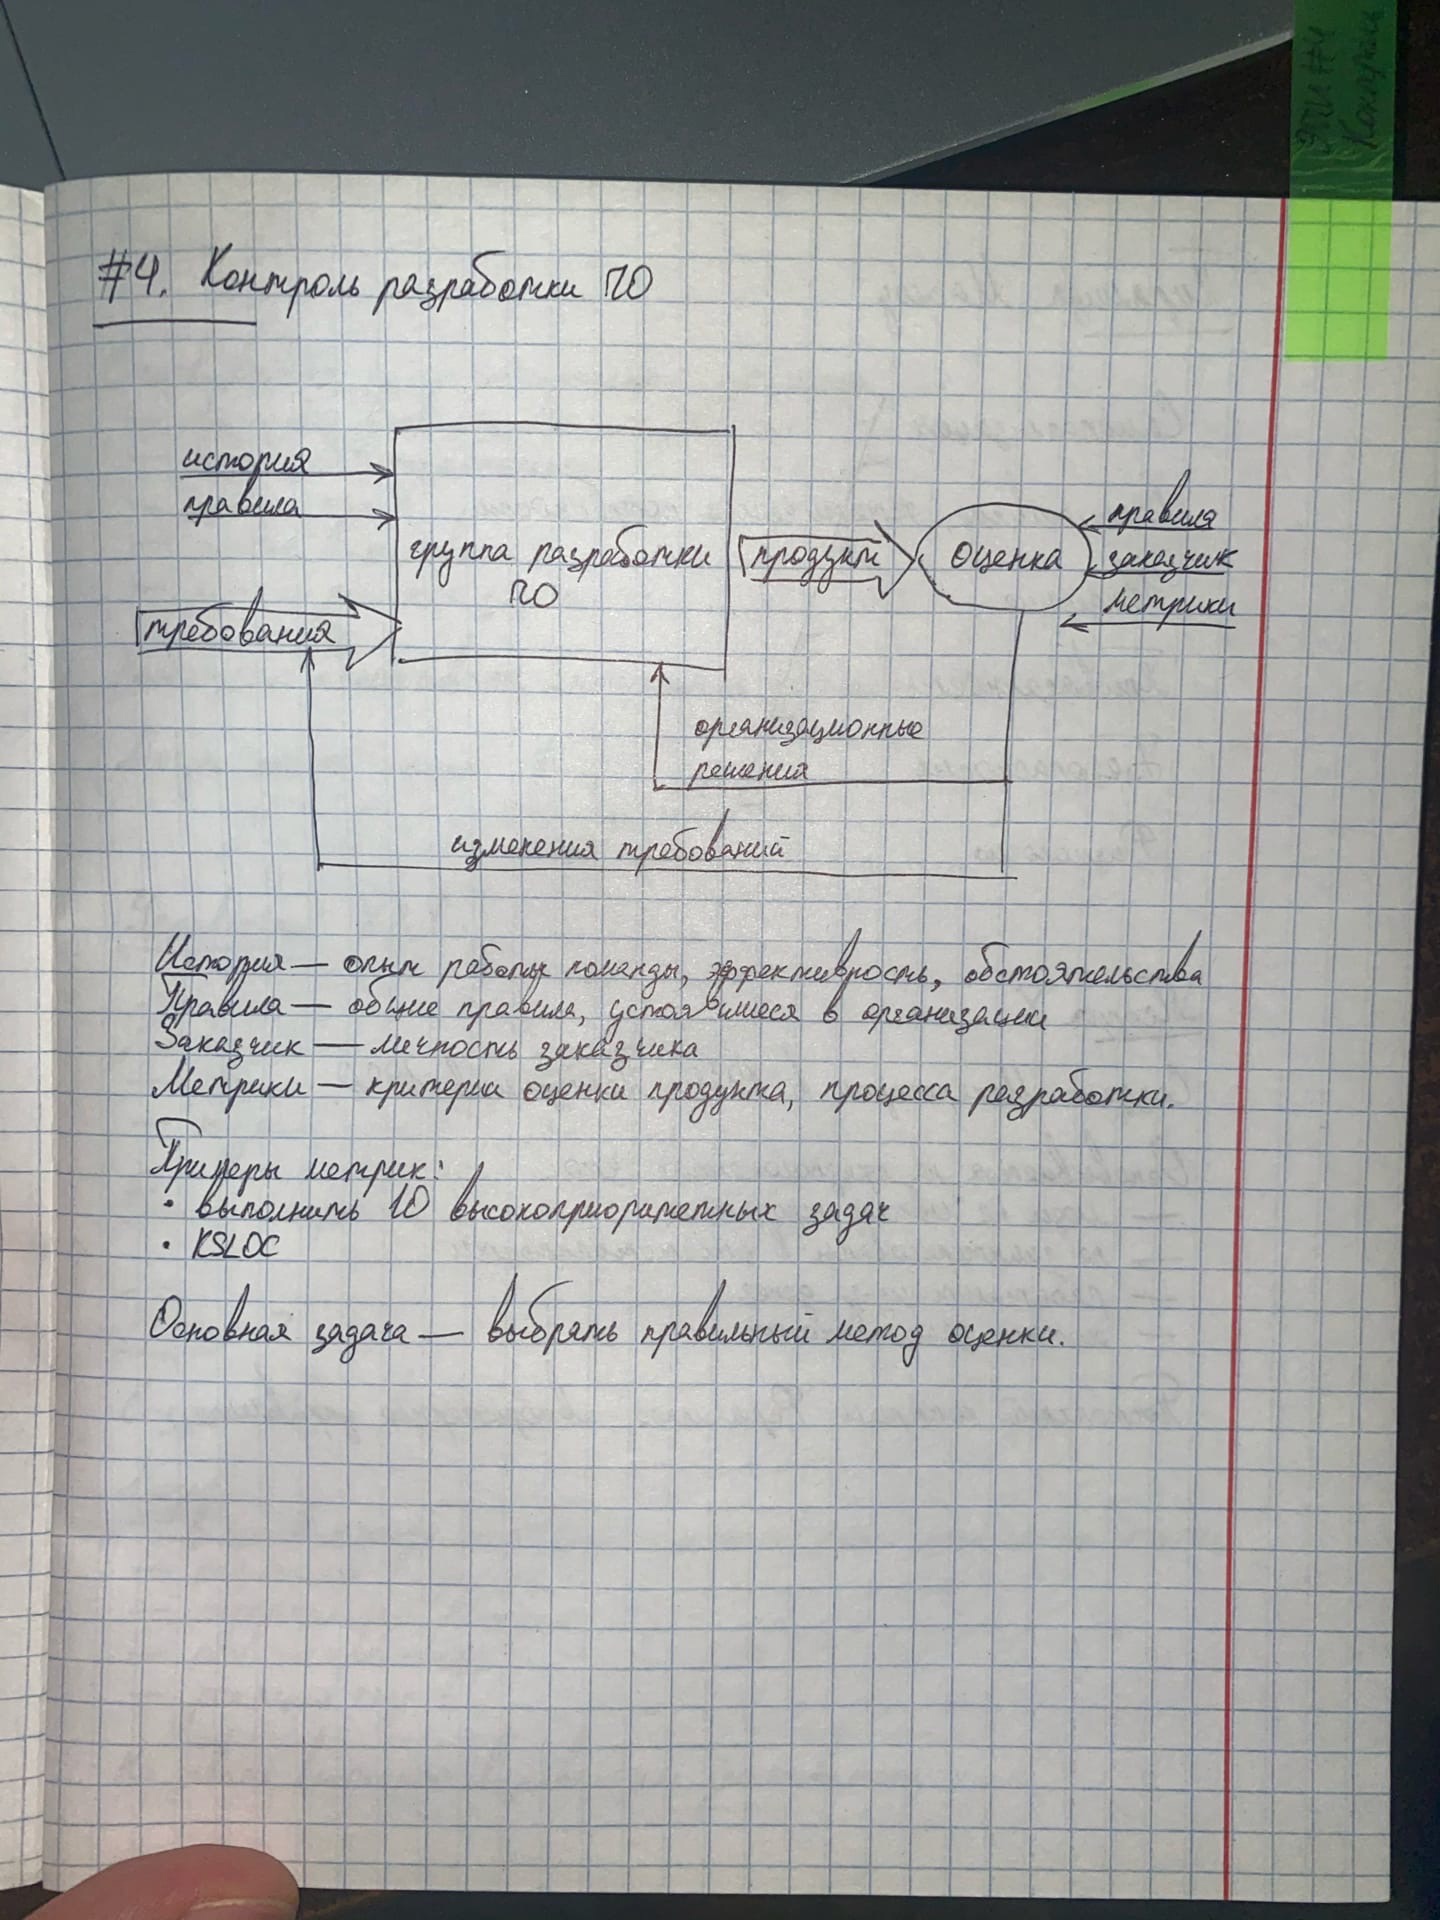 #4. Контроль разработки ПО
история
правила
требования
группа разработки
ПО
продукт
оценка
правила
заказчик
метрики
организационные
решения
изменения требований
История — опыт работы команды, эффективность, обстоятельства
Правила — общие правила, устоявшиеся в организации
Заказчик — личность заказчика
Метрики — критерии оценки продукта, процесса разработки.
Примеры метрик:
• выполнить 10 высокоприоритетных задач
• KSLOC
Основная задача — выбрать правильный метод оценки.
#4
Контроль